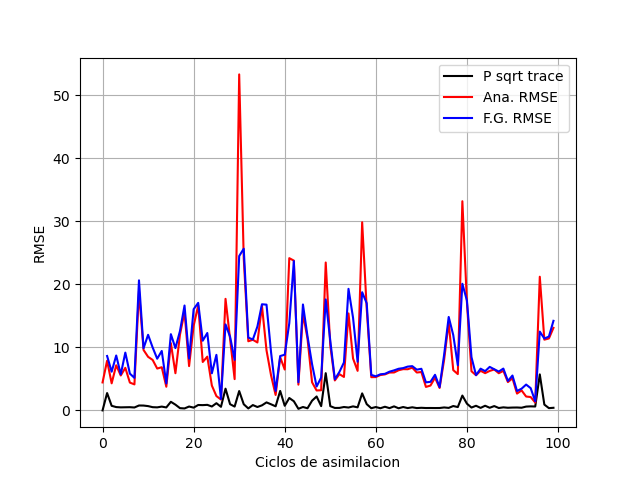 P sqrt trace
Ana. RMSE
F.G. RMSE
RMSE
50
40
30
20
10
0
0 20 40 60 80 100
Ciclos de asimilacion